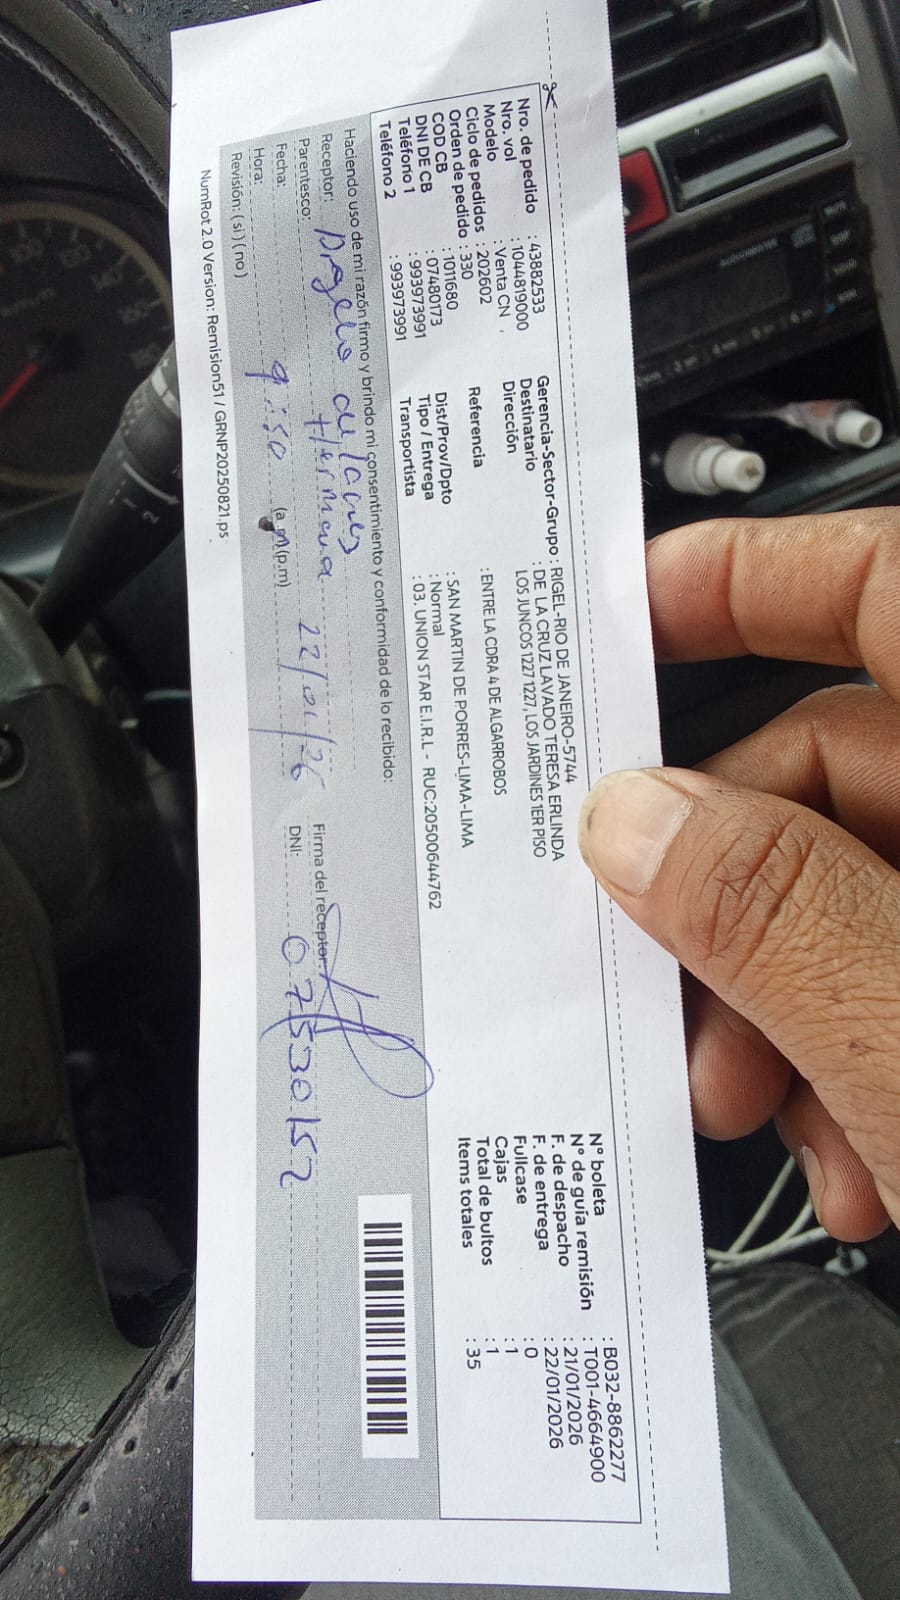 Nro. de pedido : 43882533
Nro. vol : 1044819000
Modelo : Venta CN
Ciclo de pedidos : 202602
Orden de pedido : 330
COD CB : 1011680
DNI DE CB : 07480173
Teléfono 1 : 993973991
Teléfono 2 : 993973991
Gerencia-Sector-Grupo : RIGEL-RIO DE JANEIRO-5744
Destinatario : DE LA CRUZ LAVADO TERESA ERLINDA
Dirección LOS JUNCOS 1227 1227, LOS JARDINES 1ER PISO
Referencia : ENTRE LA CDRA 4 DE ALGARROBOS
Dist/Prov/Dpto : SAN MARTIN DE PORRES-LIMA-LIMA
Tipo / Entrega : Normal
Transportista : 03. UNION STAR E.I.R.L - RUC:20500644762
N° boleta : B032-8862277
N° de guía remisión : T001-4664900
F. de despacho : 21/01/2026
F. de entrega : 22/01/2026
Fullcase : 0
Cajas : 1
Total de bultos : 1
Items totales : 35
Haciendo uso de mi razón firmo y brindo mi consentimiento y conformidad de lo recibido:
Receptor:
Parentesco: Hermana
Firma del receptor:
Fecha: 22/01/26
DNI: 07530152
Hora: 9:50 (a.m) (p.m)
Revisión: ( si ) ( no )
NumRot 2.0 Version: Remision51 / GRNP20250821.ps